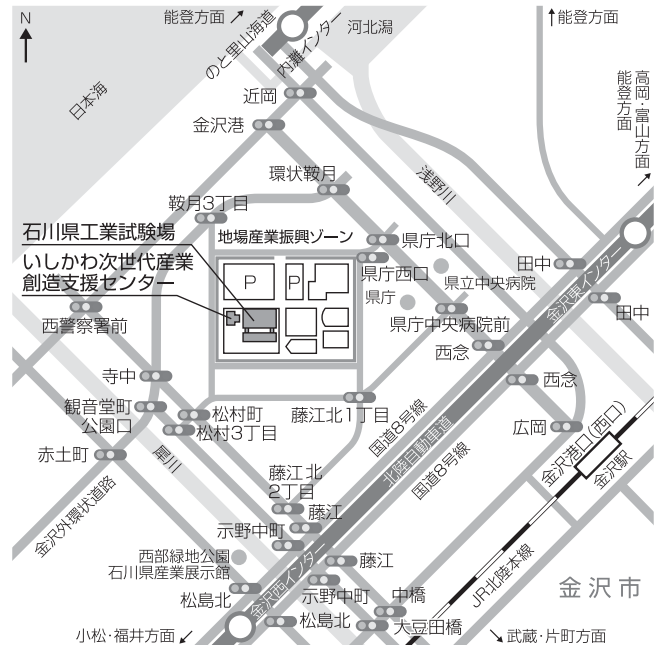 N
能登方面
のと里山海道
内灘インター
河北潟
能登方面
日本海
近岡
金沢港
高岡・富山方面
能登方面
浅野川
環状鞍月
鞍月3丁目
石川県工業試験場
地場産業振興ゾーン
県庁北口
いしかわ次世代産業
創造支援センター
P
P
県庁西口
県立中央病院
県庁
田中
金沢東インター
田中
西警察署前
県庁中央病院前
西念
西念
寺中
観音堂町
公園口
松村町
松村3丁目
藤江北1丁目
国道8号線
北陸自動車道
国道8号線
広岡
金沢港口(西口)
金沢駅
赤土町
犀川
金沢外環状道路
藤江北
2丁目
藤江
示野中町
西部緑地公園
石川県産業展示館
金沢西インター
藤江
示野中町
中橋
JR北陸本線
金沢市
松島北
松島北
大豆田橋
小松・福井方面
武蔵・片町方面